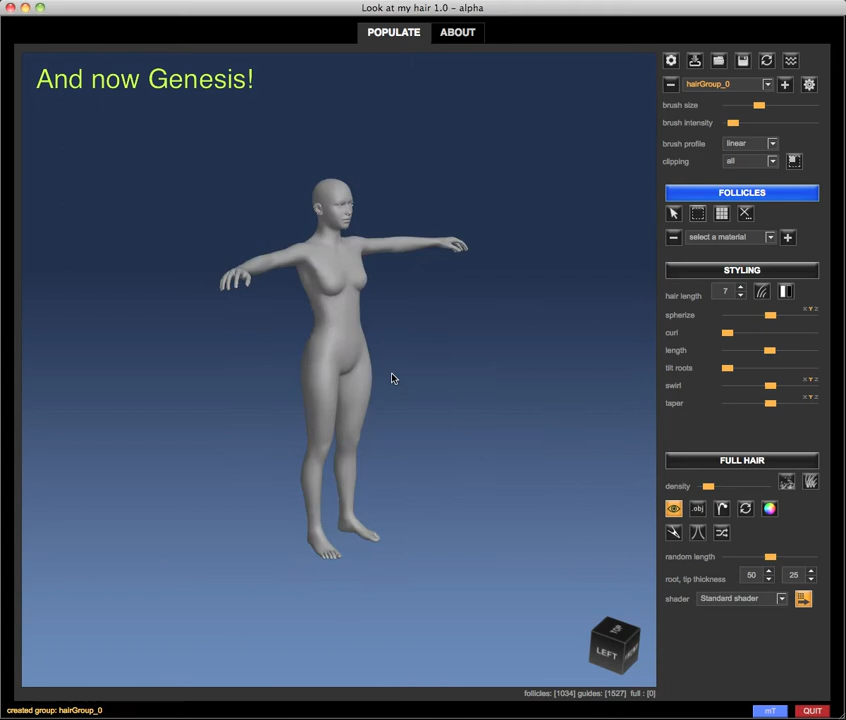 Look at my hair 1.0 – alpha
POPULATE ABOUT
And now Genesis!
hairGroup_0
brush size
brush intensity
brush profile linear
clipping all
FOLLICLES
select a material
STYLING
hair length 7
spherize X Y Z
curl
length
tilt roots
swirl X Y Z
taper X Y Z
FULL HAIR
density
.obj
random length
root, tip thickness 50 25
shader Standard shader
LEFT
follicles: [1034] guides: [1527] full : [0]
created group: hairGroup_0
mT QUIT